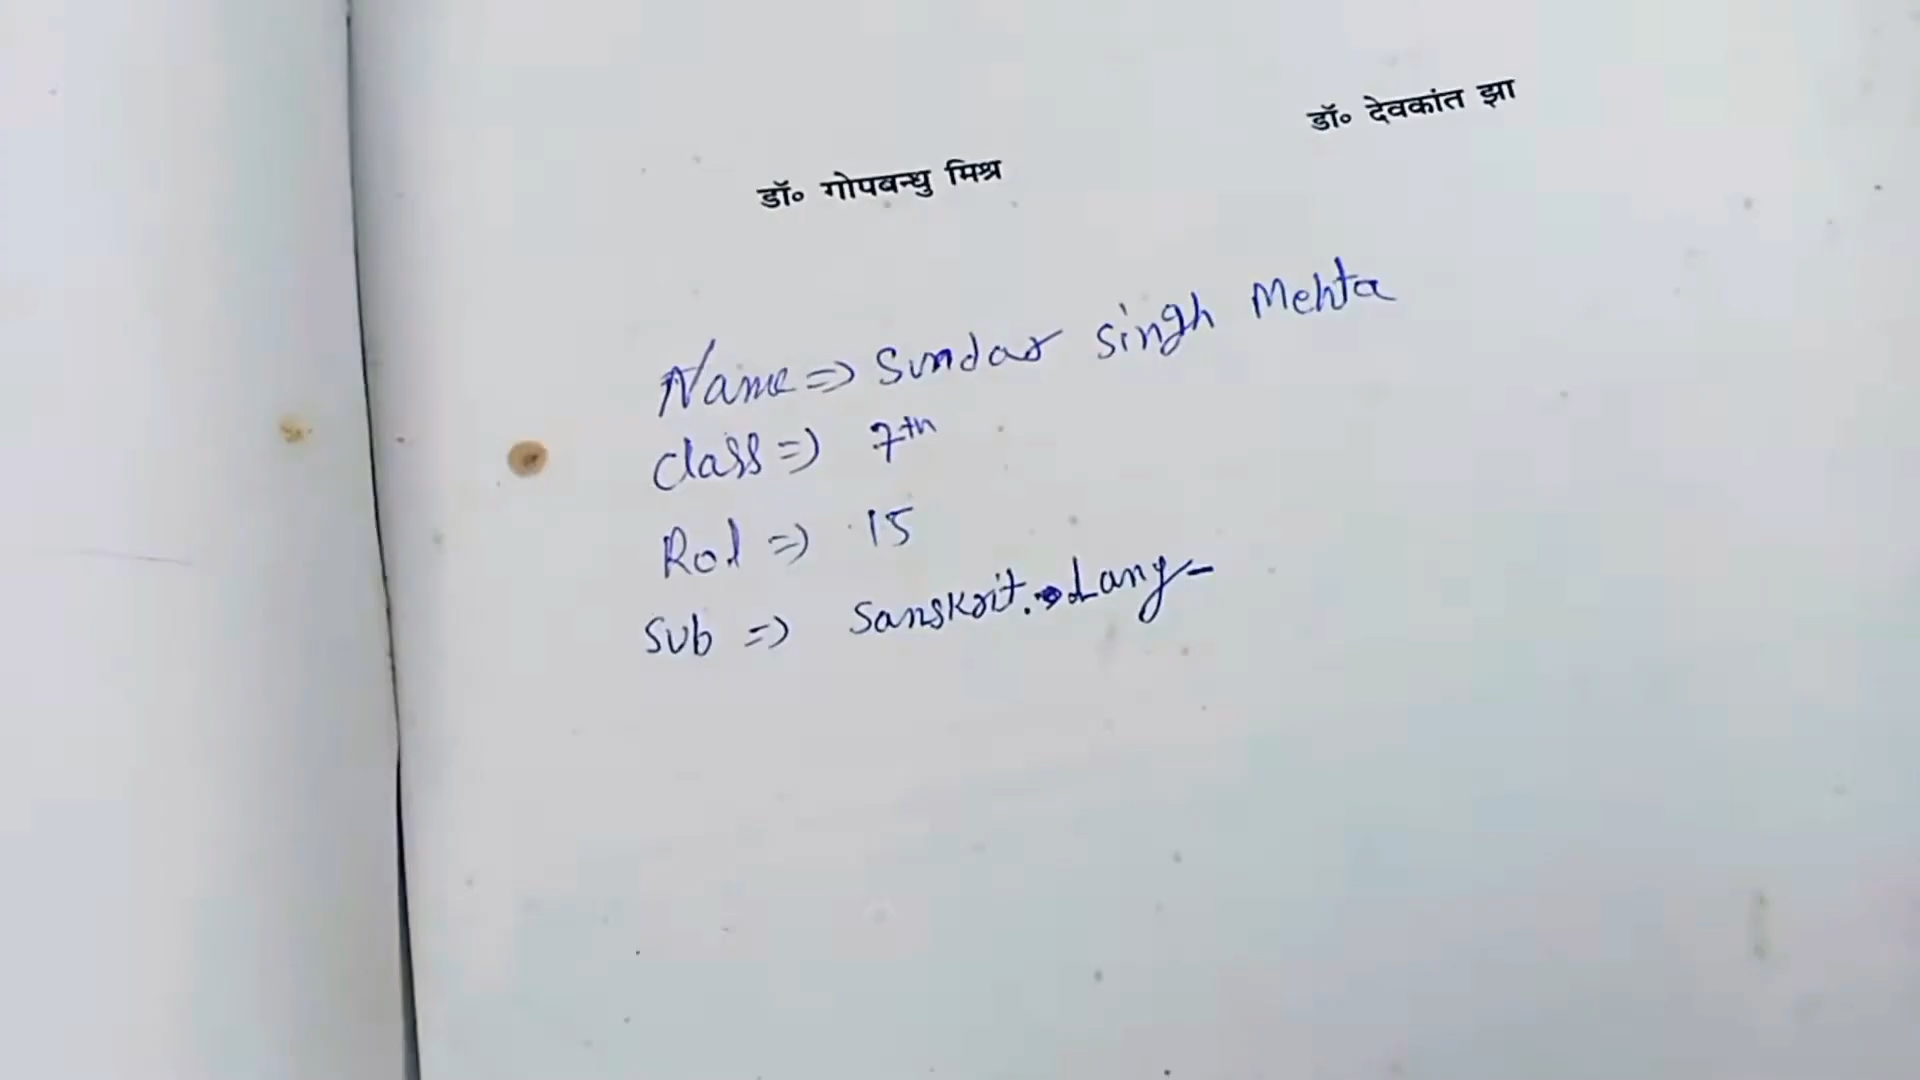 डॉ० देवकांत झा
डॉ० गोपबन्धु मिश्र
Name => Sundar singh Mehta
class => 7th
Rol => 15
Sub => Sanskrit. Lang-